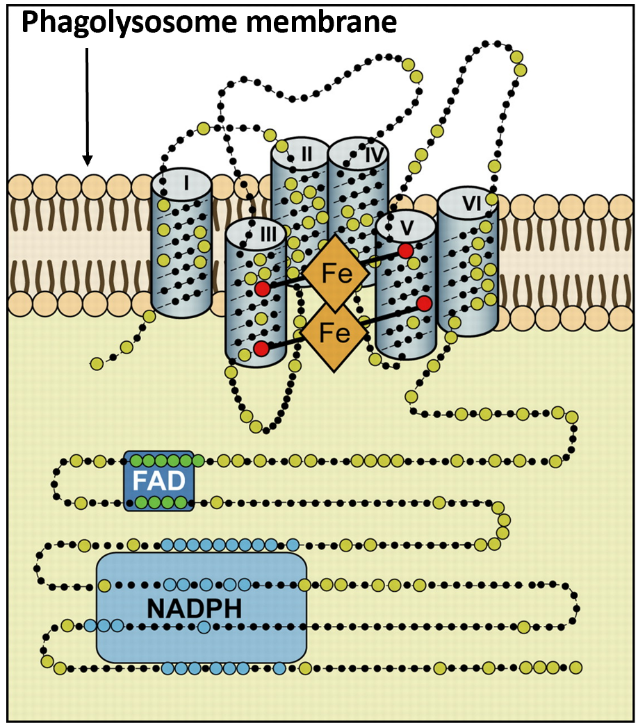 Phagolysosome membrane
I
II
IV
III
V
VI
Fe
Fe
FAD
NADPH